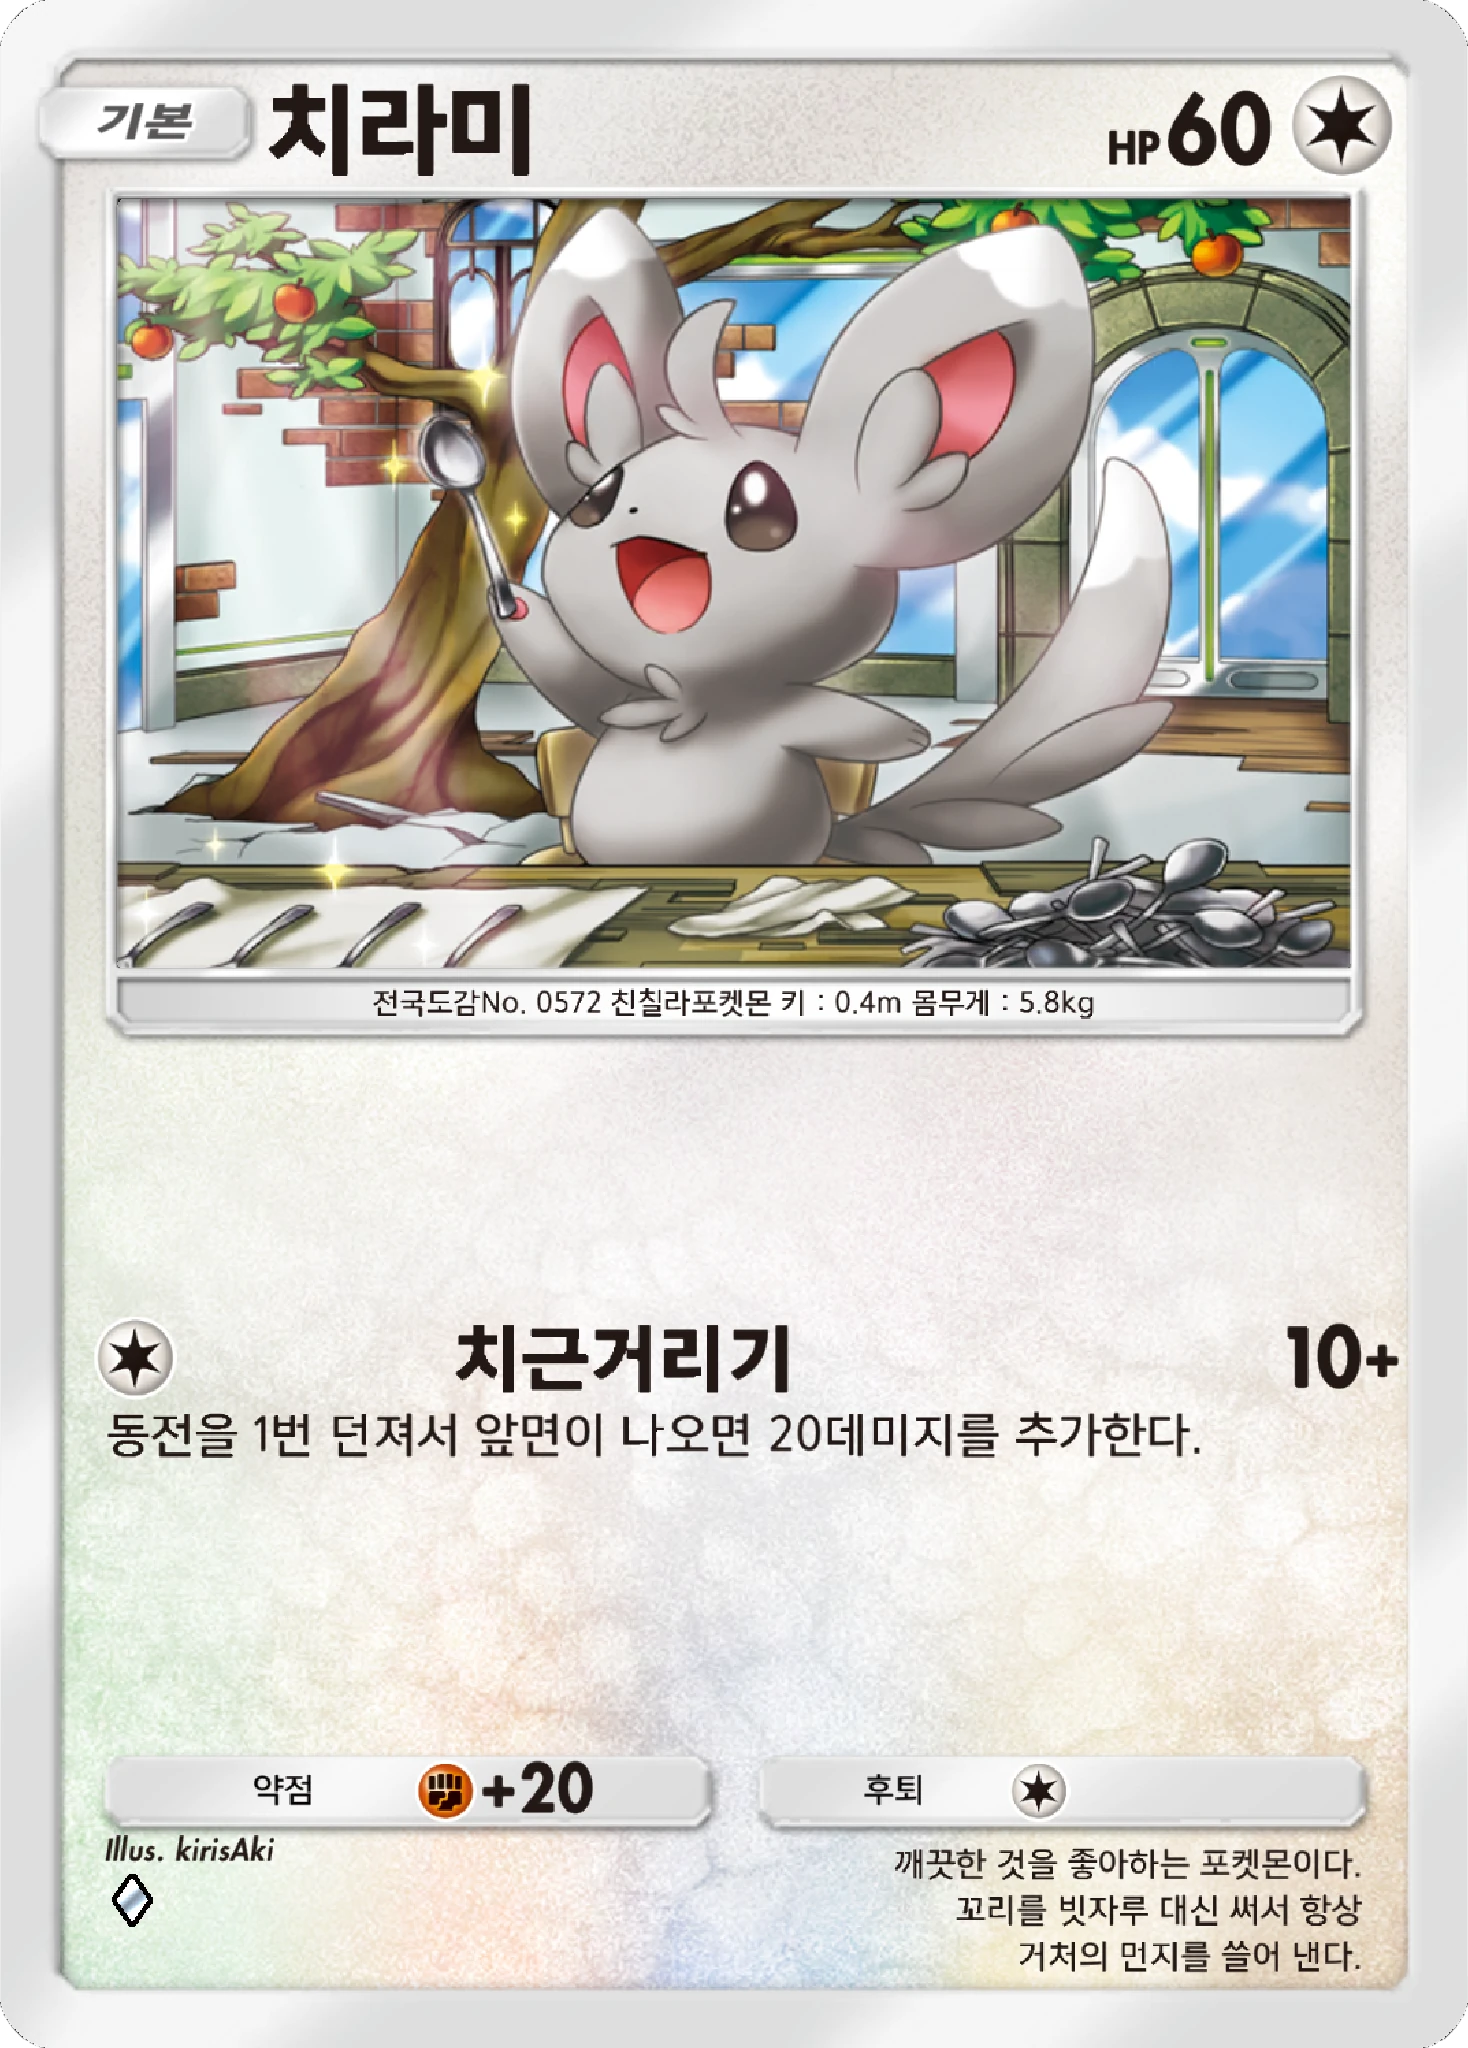 기본 치라미 HP 60
전국도감No. 0572 친칠라포켓몬 키 : 0.4m 몸무게 : 5.8kg
치근거리기 10+
동전을 1번 던져서 앞면이 나오면 20데미지를 추가한다.
약점 +20 후퇴
Illus. kirisAki
깨끗한 것을 좋아하는 포켓몬이다.
꼬리를 빗자루 대신 써서 항상
거처의 먼지를 쓸어 낸다.